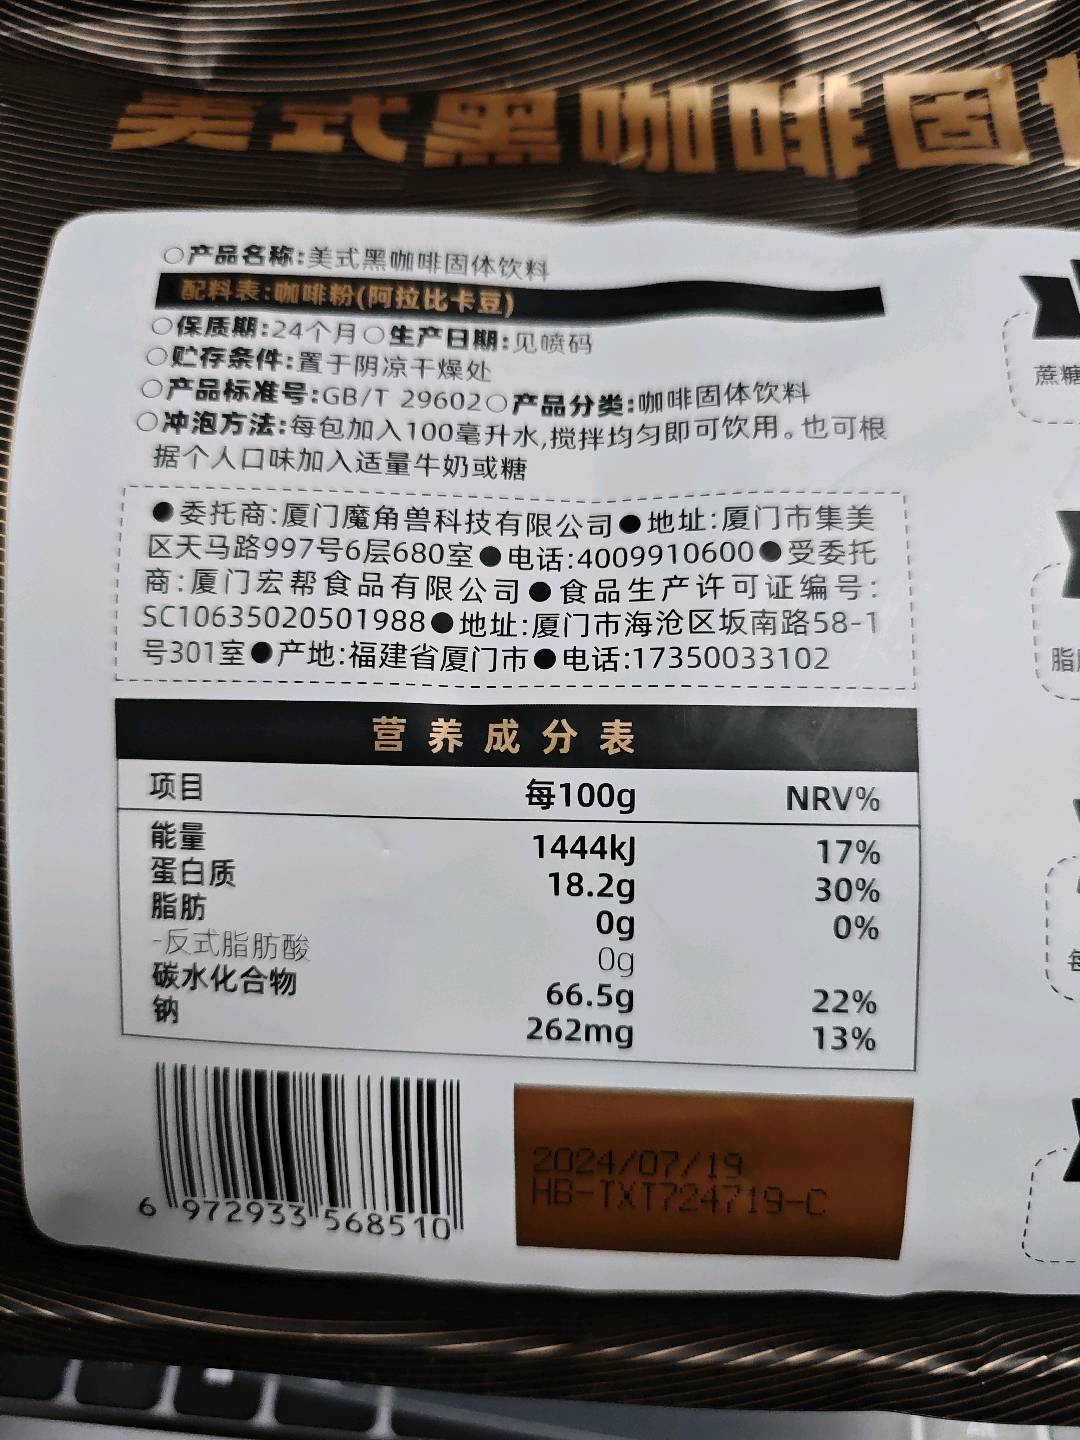 美式黑咖啡固
○产品名称:美式黑咖啡固体饮料
配料表:咖啡粉(阿拉比卡豆)
○保质期:24个月○生产日期:见喷码
○贮存条件:置于阴凉干燥处
○产品标准号:GB/T 29602○产品分类:咖啡固体饮料
○冲泡方法:每包加入100毫升水,搅拌均匀即可饮用。也可根
据个人口味加入适量牛奶或糖
●委托商:厦门魔角兽科技有限公司●地址:厦门市集美
区天马路997号6层680室●电话:4009910600●受委托
商:厦门宏帮食品有限公司●食品生产许可证编号:
SC10635020501988●地址:厦门市海沧区坂南路58-1
号301室●产地:福建省厦门市●电话:17350033102
营养成分表
项目 每100g NRV%
能量 1444kJ 17%
蛋白质 18.2g 30%
脂肪 0g 0%
-反式脂肪酸 0g
碳水化合物 66.5g 22%
钠 262mg 13%
6 972933 568510
2024/07/19
HB-TXT724719-C
蔗糖
脂
每